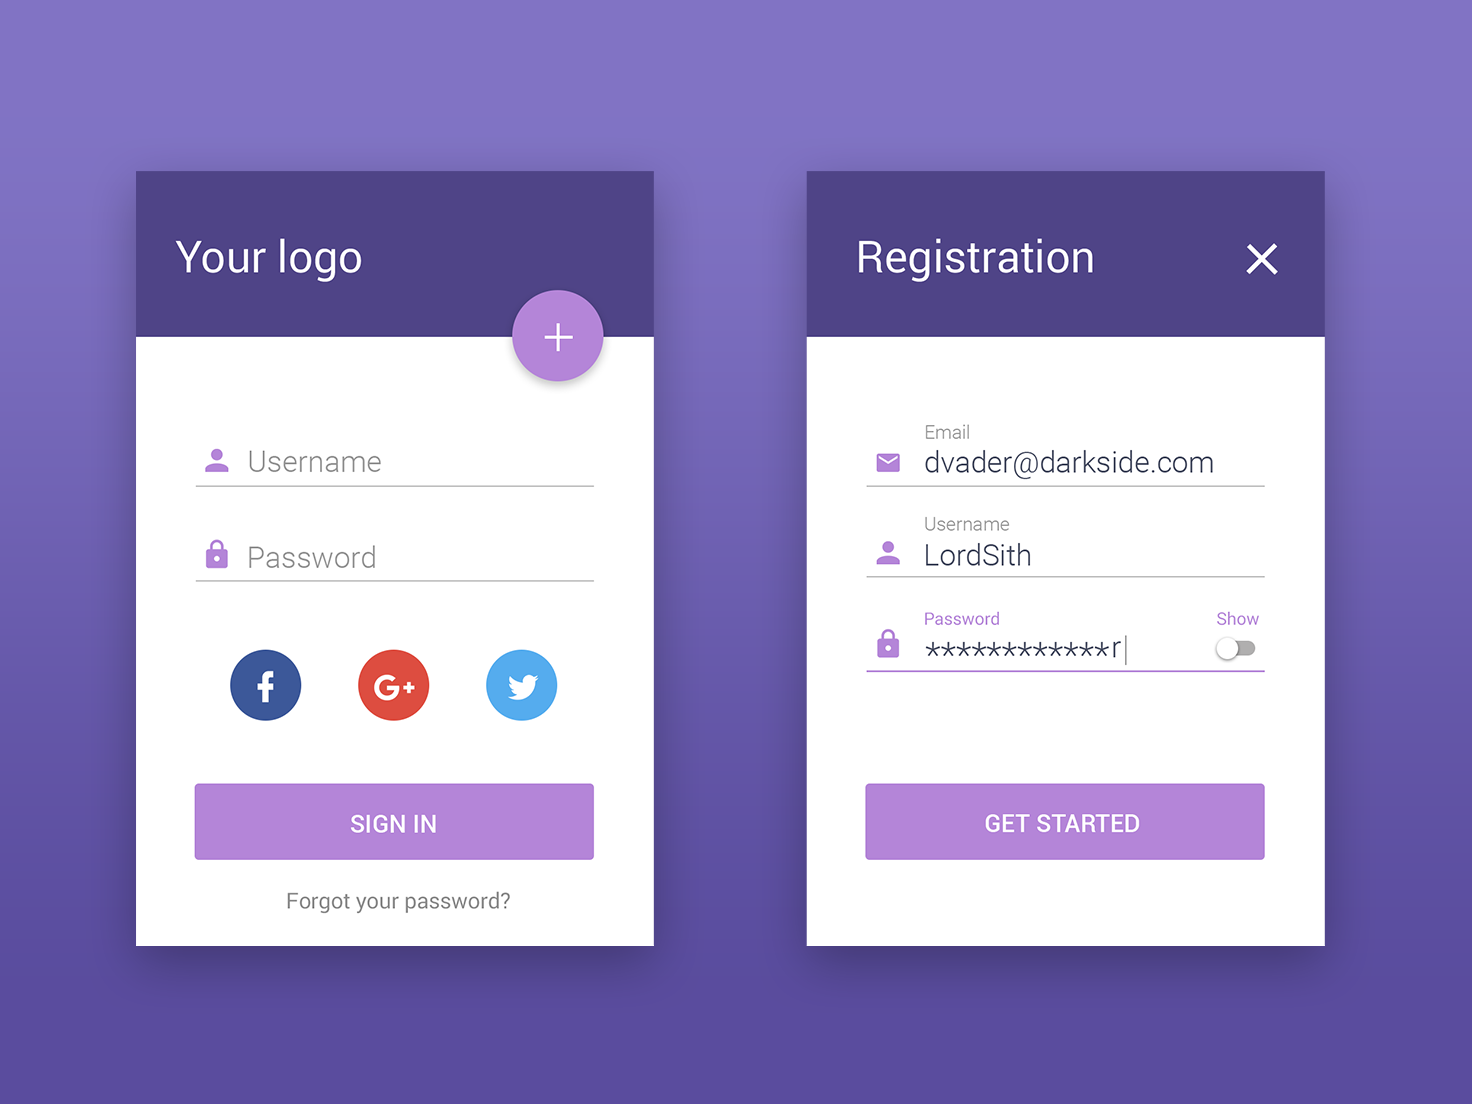 Your logo
Username
Password
f
G+
SIGN IN
Forgot your password?
Registration
Email
dvader@darkside.com
Username
LordSith
Password
Show
************r
GET STARTED